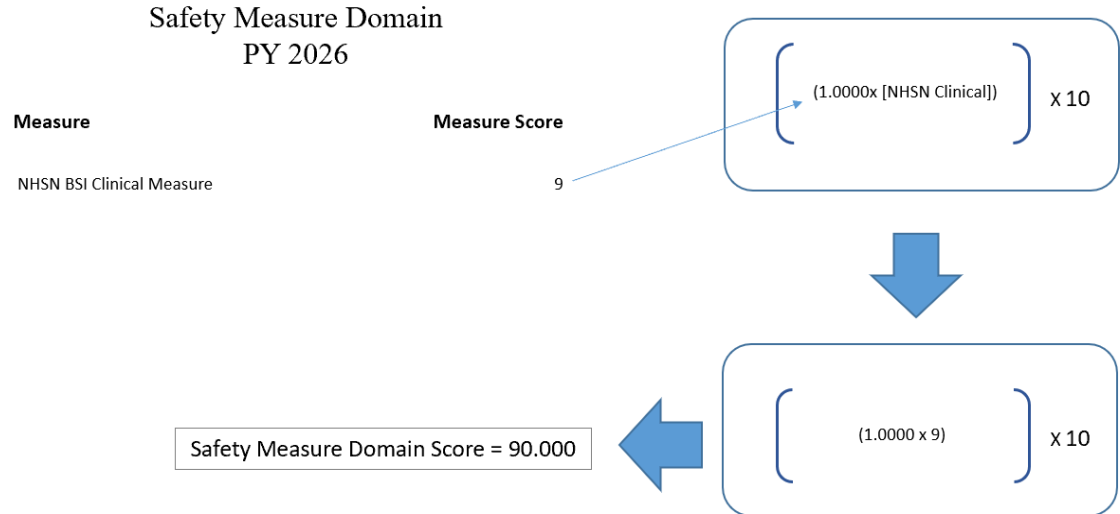 Safety Measure Domain
PY 2026
Measure
Measure Score
NHSN BSI Clinical Measure
9
(1.0000x [NHSN Clinical])
X 10
(1.0000 x 9)
X 10
Safety Measure Domain Score = 90.000